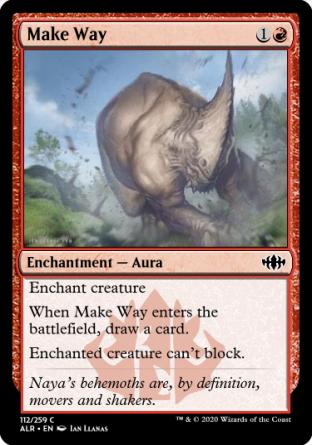 Make Way 1
Enchantment — Aura
Enchant creature
When Make Way enters the
battlefield, draw a card.
Enchanted creature can't block.
Naya's behemoths are, by definition,
movers and shakers.
112/259 C
ALR • EN Ian Llanas
™ & © 2020 Wizards of the Coast